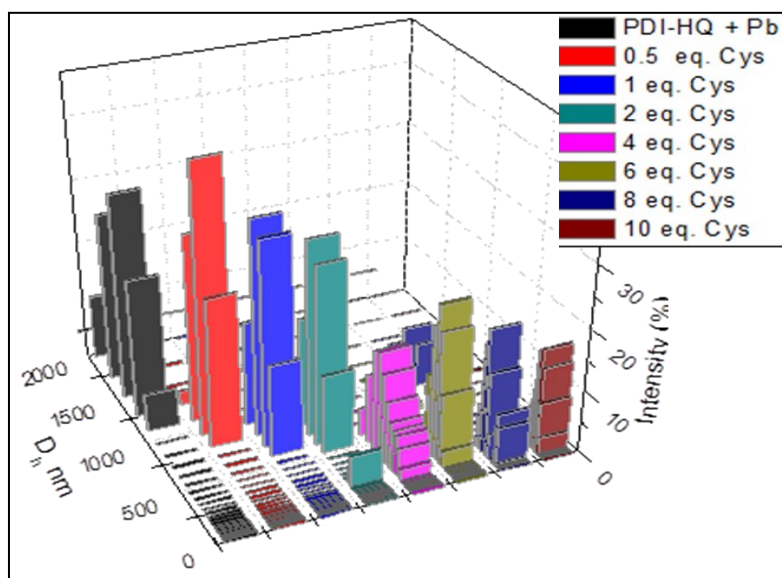 PDI-HQ + Pb
0.5 eq. Cys
1 eq. Cys
2 eq. Cys
4 eq. Cys
6 eq. Cys
8 eq. Cys
10 eq. Cys
30
20
10
0
Intensity (%)
2000
1500
1000
500
0
Dh nm